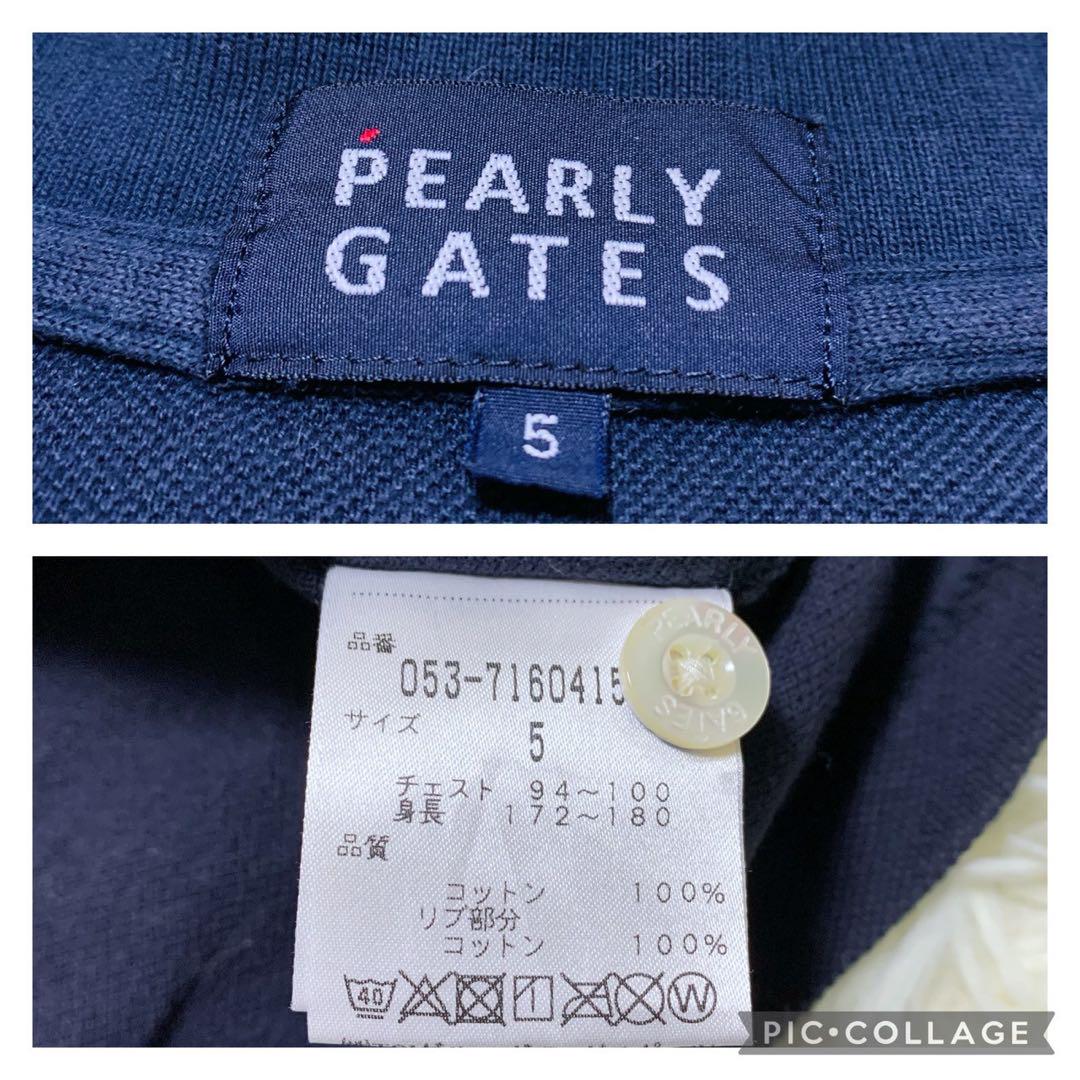 PEARLY
GATES
5
品番
053-7160415
サイズ
5
チェスト 94～100
身長 172～180
品質
コットン 100%
リブ部分
コットン 100%
40
W
PEARLY
GATES
PIC•COLLAGE